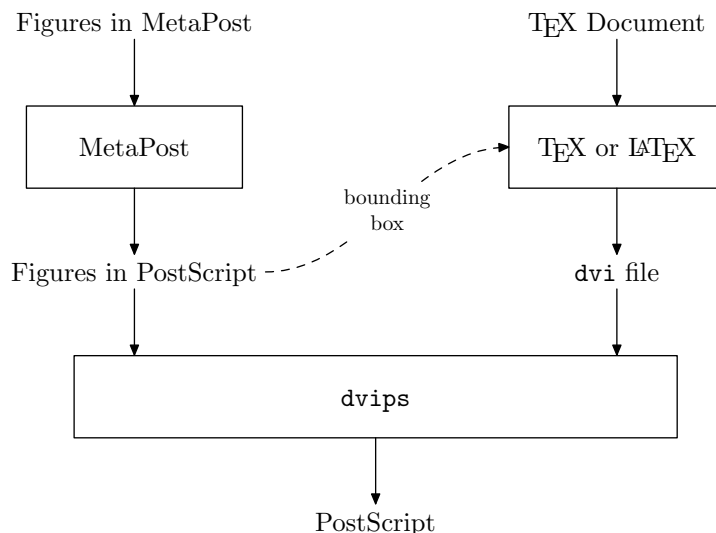 Figures in MetaPost
TEX Document
MetaPost
TEX or LATEX
bounding
box
Figures in PostScript
dvi file
dvips
PostScript